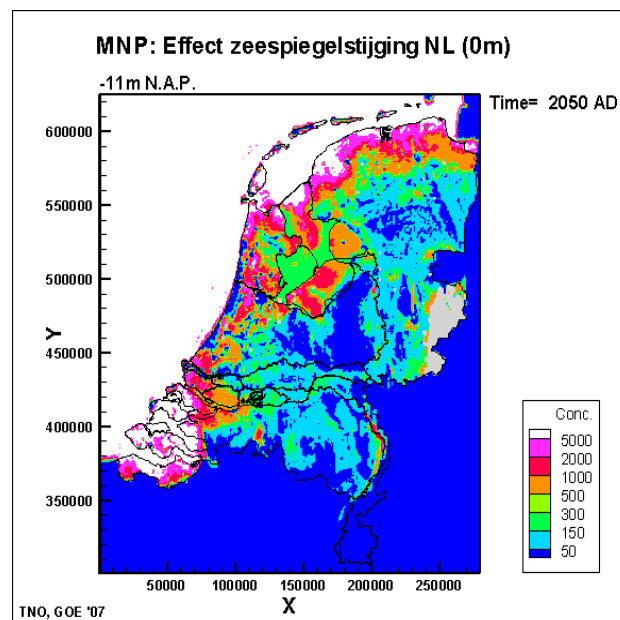 MNP: Effect zeespiegelstijging NL (0m)
-11m N.A.P.
Time= 2050 AD
600000
550000
500000
Y
450000
400000
350000
Conc.
5000
2000
1000
500
300
150
50
50000 100000 150000 200000 250000
X
TNO, GOE '07